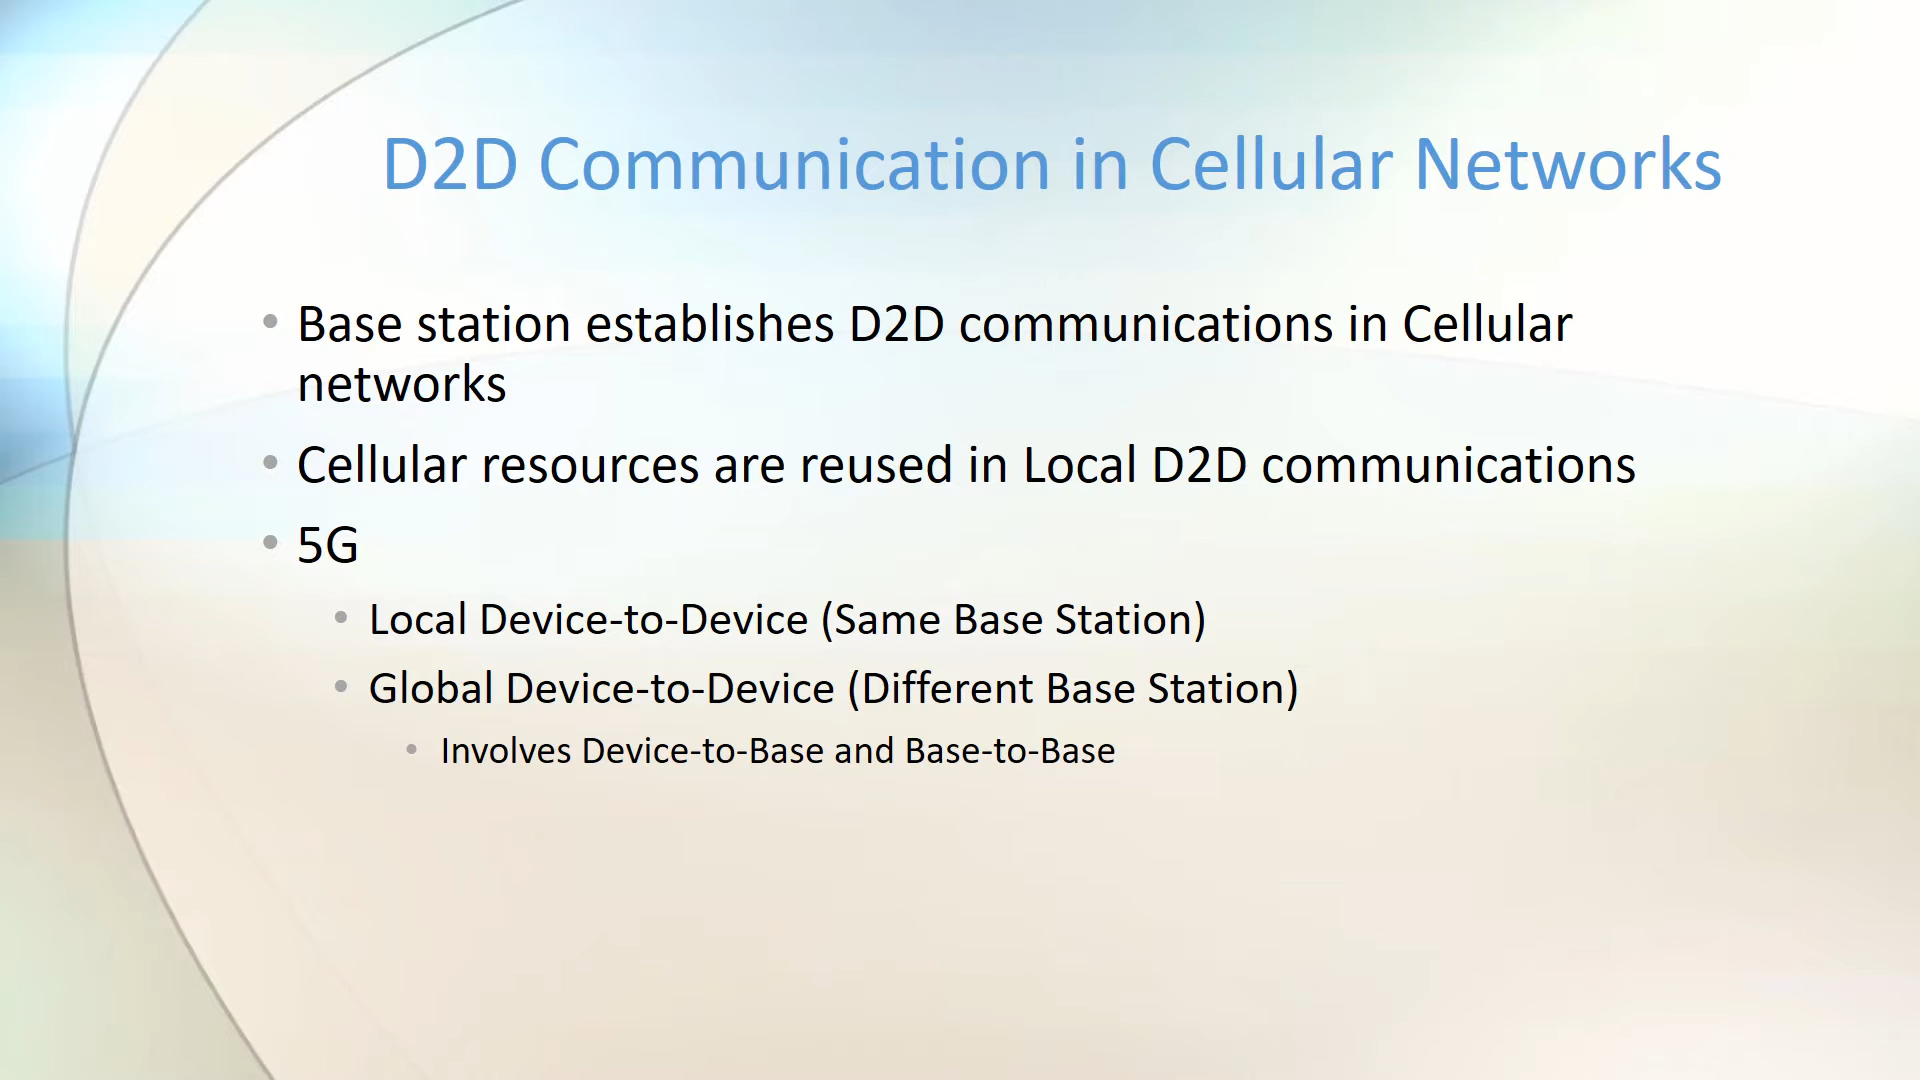 D2D Communication in Cellular Networks
• Base station establishes D2D communications in Cellular
networks
• Cellular resources are reused in Local D2D communications
• 5G
• Local Device-to-Device (Same Base Station)
• Global Device-to-Device (Different Base Station)
• Involves Device-to-Base and Base-to-Base